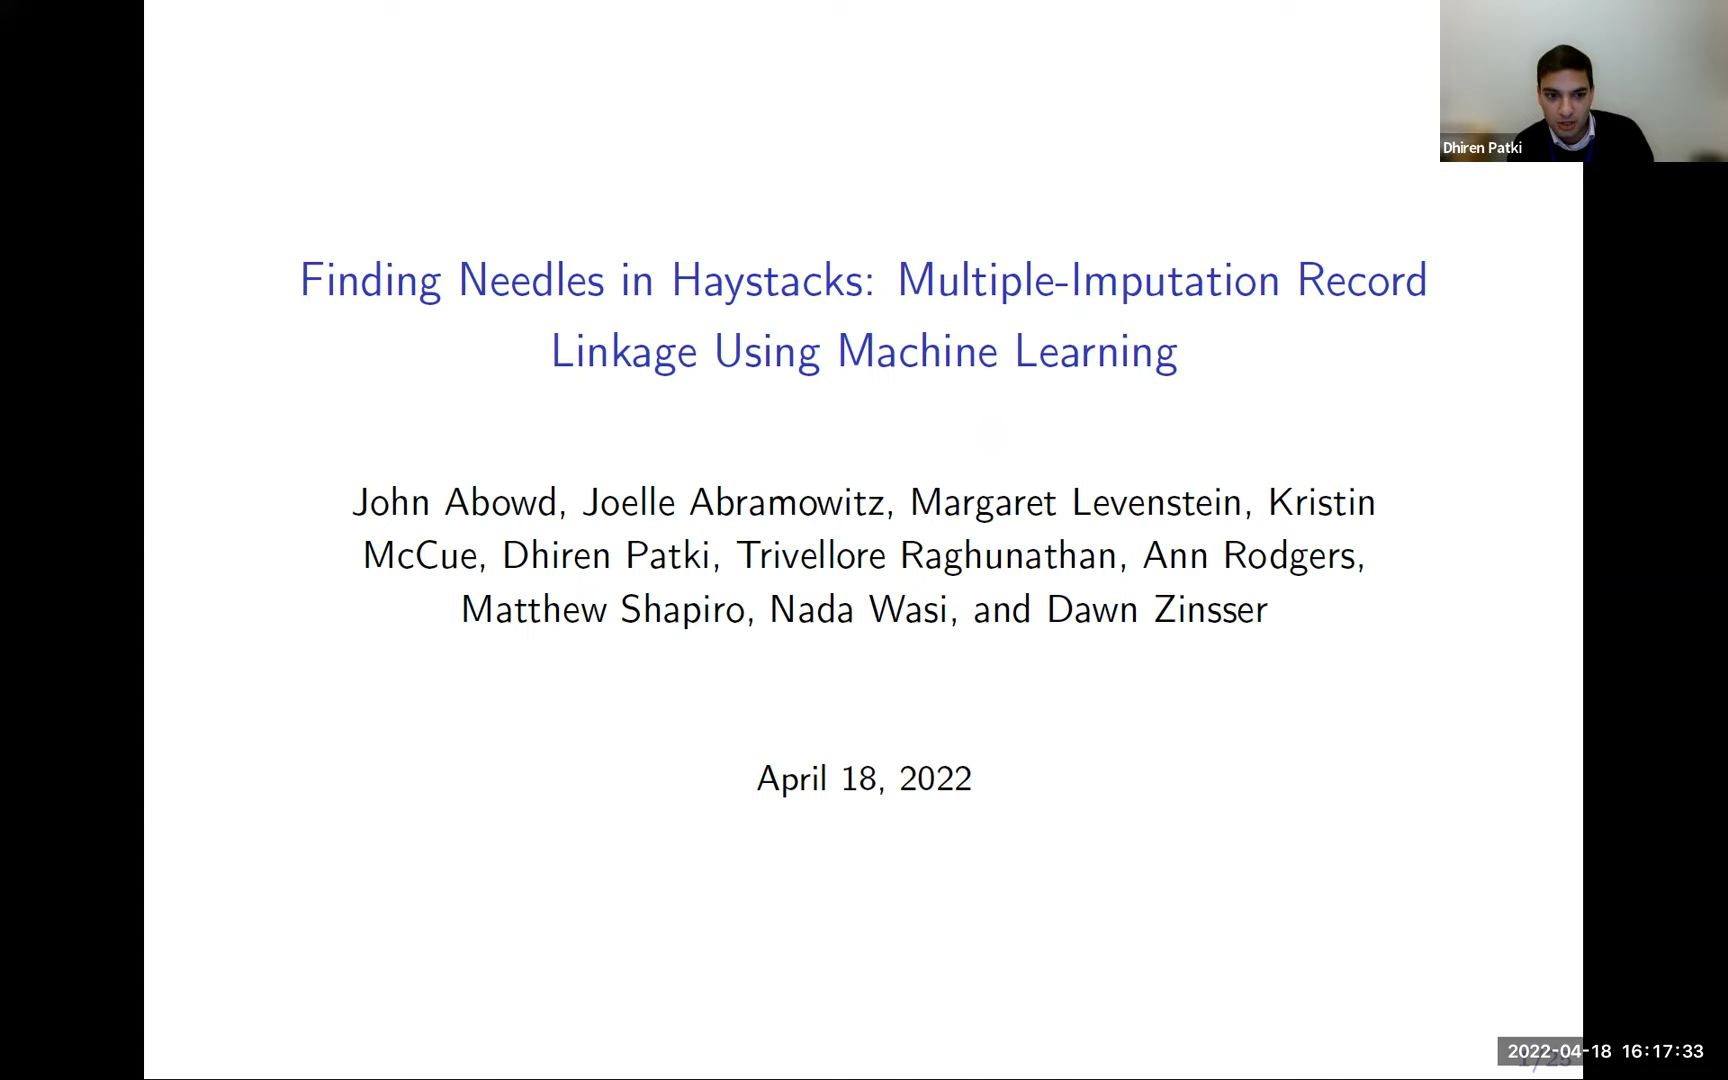 Dhiren Patki
Finding Needles in Haystacks: Multiple-Imputation Record
Linkage Using Machine Learning
John Abowd, Joelle Abramowitz, Margaret Levenstein, Kristin
McCue, Dhiren Patki, Trivellore Raghunathan, Ann Rodgers,
Matthew Shapiro, Nada Wasi, and Dawn Zinsser
April 18, 2022
2022-04-18 16:17:33